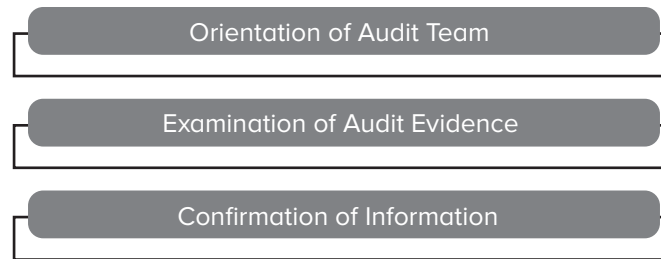 Orientation of Audit Team
Examination of Audit Evidence
Confirmation of Information